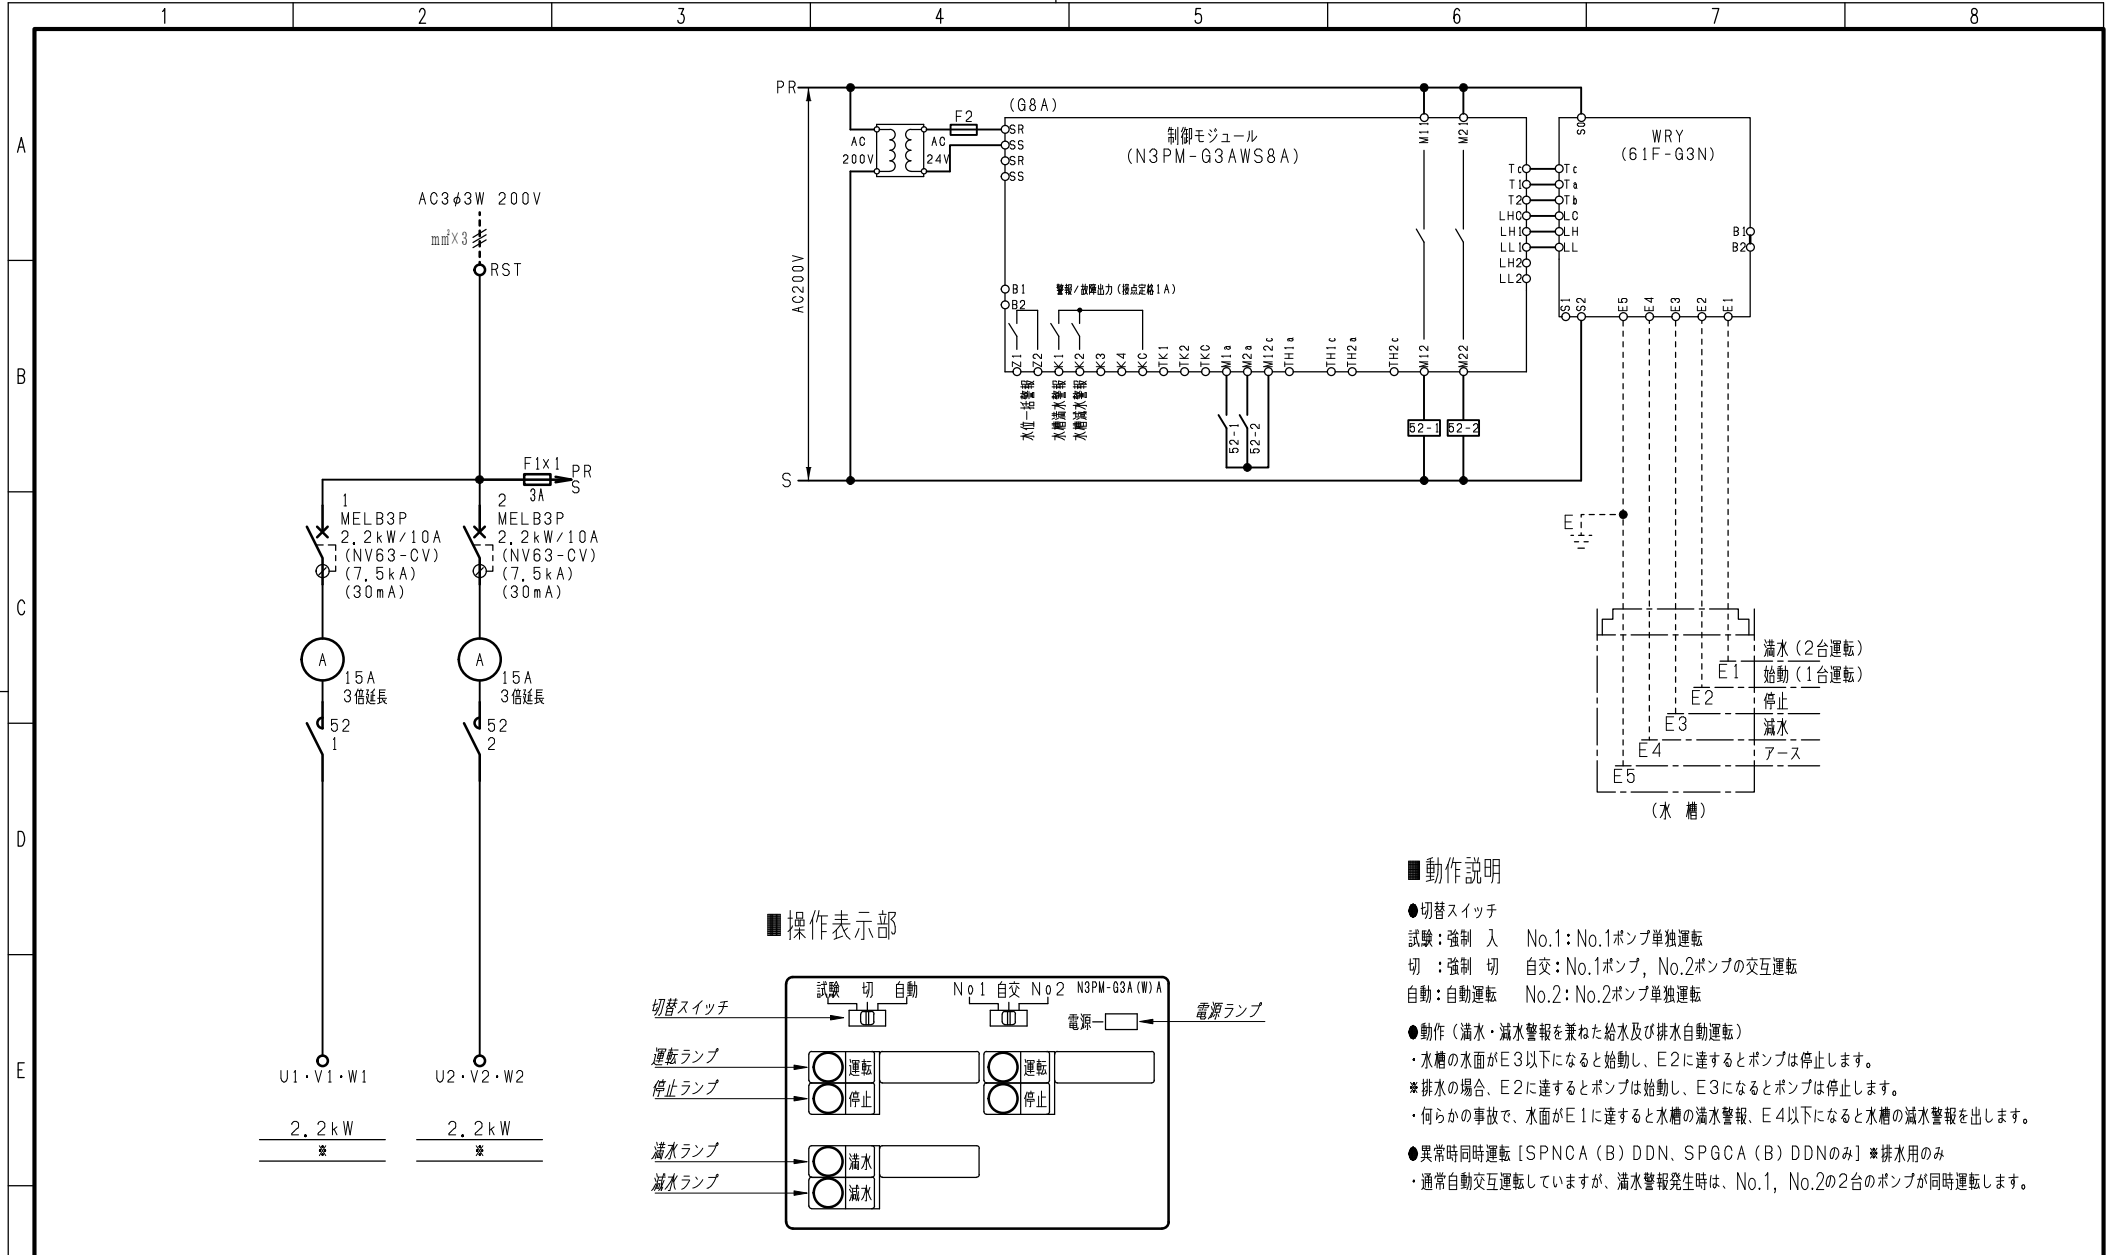 1 2 3 4 5 6 7 8
A
B
C
D
E
AC3φ3W 200V
mm²×3
RST
F1x1
3A
PR
S
1
MELB3P
2.2kW/10A
(NV63-CV)
(7.5kA)
(30mA)
2
MELB3P
2.2kW/10A
(NV63-CV)
(7.5kA)
(30mA)
A
15A
3倍延長
A
15A
3倍延長
52
1
52
2
U1・V1・W1
U2・V2・W2
2.2kW
※
2.2kW
※
PR
AC200V
S
AC
200V
AC
24V
F2
(G8A)
SR
SS
SR
SS
制御モジュール
(N3PM-G3AWS8A)
M11
M21
Tc
T1
T2
LHC
LH1
LL1
LH2
LL2
B1
B2
警報/故障出力(接点定格1A)
Z1
Z2
K1
K2
K3
K4
KC
TK1
TK2
TKC
M1a
M2a
M12c
TH1a
TH1c
TH2a
TH2c
M12
M22
水位一括警報
水槽満水警報
水槽減水警報
52-1
52-2
52-1
52-2
S0
WRY
(61F-G3N)
Tc
Ta
Tb
LC
LH
LL
B1
B2
S1
S2
E5
E4
E3
E2
E1
E
満水(2台運転)
E1
始動(1台運転)
E2
停止
E3
減水
E4
アース
E5
(水 槽)
■操作表示部
試験 切 自動
No1 自交 No2
N3PM-G3A(W)A
切替スイッチ
電源
電源ランプ
運転ランプ
運転
運転
停止ランプ
停止
停止
満水ランプ
満水
減水ランプ
減水
■動作説明
●切替スイッチ
試験：強制 入 No.1：No.1ポンプ単独運転
切 ：強制 切 自交：No.1ポンプ, No.2ポンプの交互運転
自動：自動運転 No.2：No.2ポンプ単独運転
●動作(満水・減水警報を兼ねた給水及び排水自動運転)
・水槽の水面がE3以下になると始動し、E2に達するとポンプは停止します。
※排水の場合、E2に達するとポンプは始動し、E3になるとポンプは停止します。
・何らかの事故で、水面がE1に達すると水槽の満水警報、E4以下になると水槽の減水警報を出します。
●異常時同時運転 [SPNCA(B)DDN、SPGCA(B)DDNのみ] ※排水用のみ
・通常自動交互運転していますが、満水警報発生時は、No.1, No.2の2台のポンプが同時運転します。